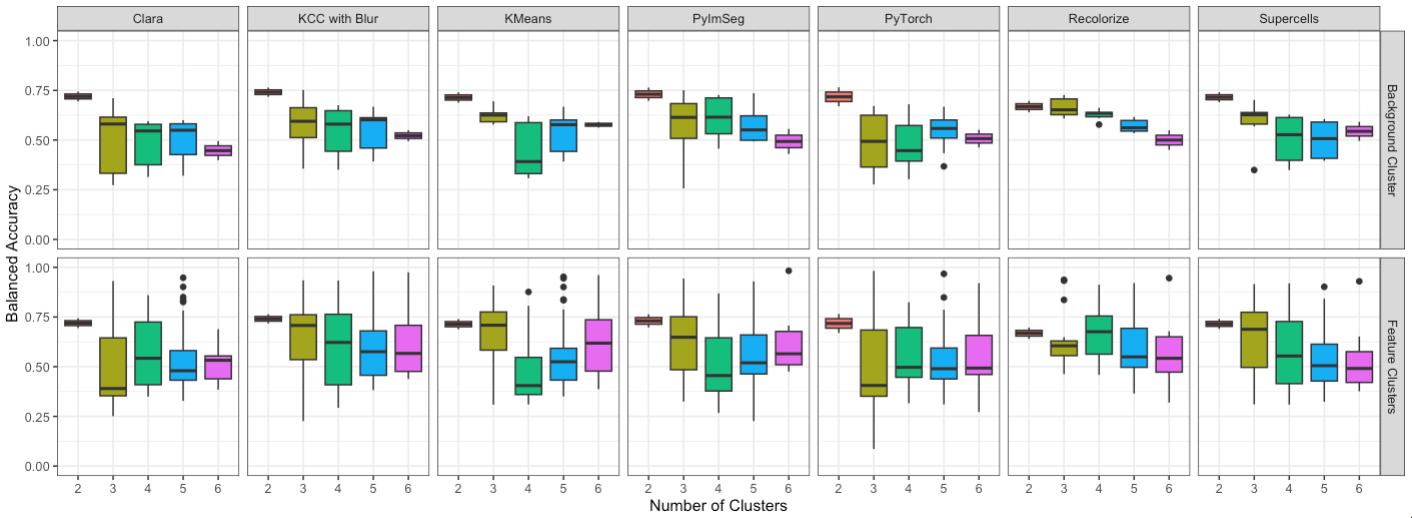 Clara KCC with Blur KMeans PyImSeg PyTorch Recolorize Supercells
Balanced Accuracy
1.00
0.75
0.50
0.25
0.00
Background Cluster
1.00
0.75
0.50
0.25
0.00
Feature Clusters
2 3 4 5 6 2 3 4 5 6 2 3 4 5 6 2 3 4 5 6 2 3 4 5 6 2 3 4 5 6 2 3 4 5 6
Number of Clusters